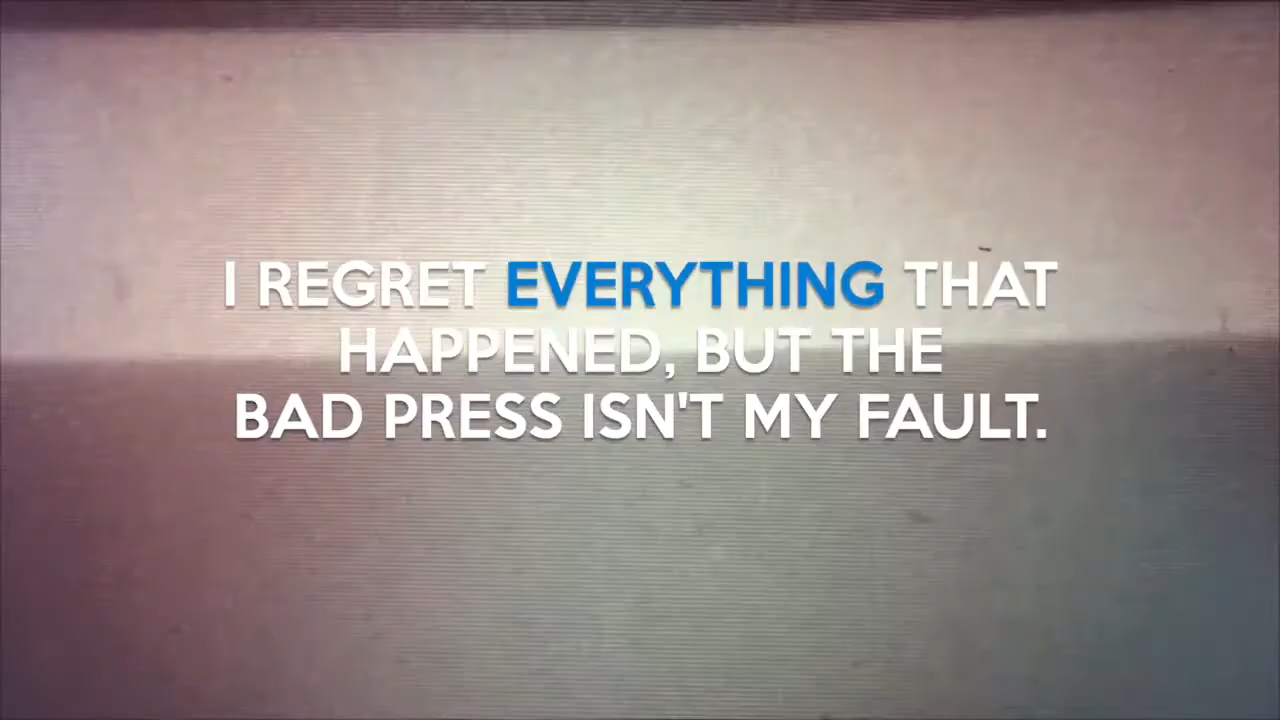 I REGRET EVERYTHING THAT
HAPPENED, BUT THE
BAD PRESS ISN'T MY FAULT.